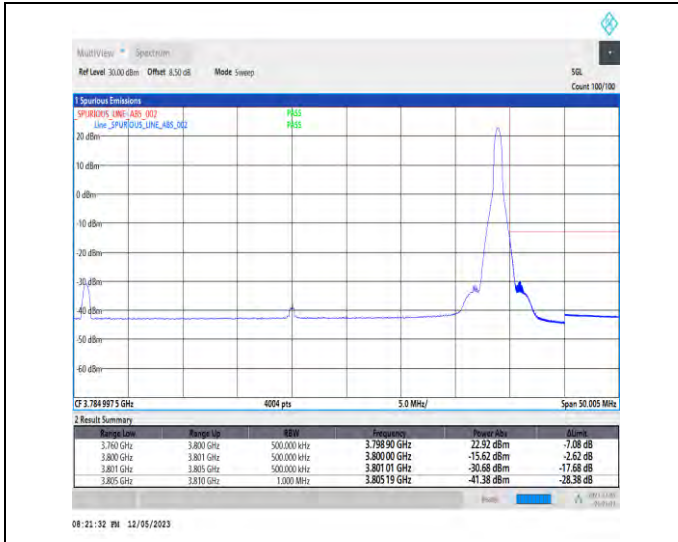 MultiView Spectrum
Ref Level 30.00 dBm Offset 8.50 dB Mode Sweep SGL
Count 100/100
1 Spurious Emissions
SPURIOUS_LINE_ABS_002 PASS
Line _SPURIOUS_LINE_ABS_002 PASS
20 dBm
10 dBm
0 dBm
-10 dBm
-20 dBm
-30 dBm
-40 dBm
-50 dBm
-60 dBm
CF 3.784 997 5 GHz 4004 pts 5.0 MHz/ Span 50.005 MHz
2 Result Summary
Range Low Range Up RBW Frequency Power Abs ΔLimit
3.760 GHz 3.800 GHz 500.000 kHz 3.798 90 GHz 22.92 dBm -7.08 dB
3.800 GHz 3.801 GHz 500.000 kHz 3.800 00 GHz -15.62 dBm -2.62 dB
3.801 GHz 3.805 GHz 500.000 kHz 3.801 01 GHz -30.68 dBm -17.68 dB
3.805 GHz 3.810 GHz 1.000 MHz 3.805 19 GHz -41.38 dBm -28.38 dB
08:21:32 PM 12/05/2023